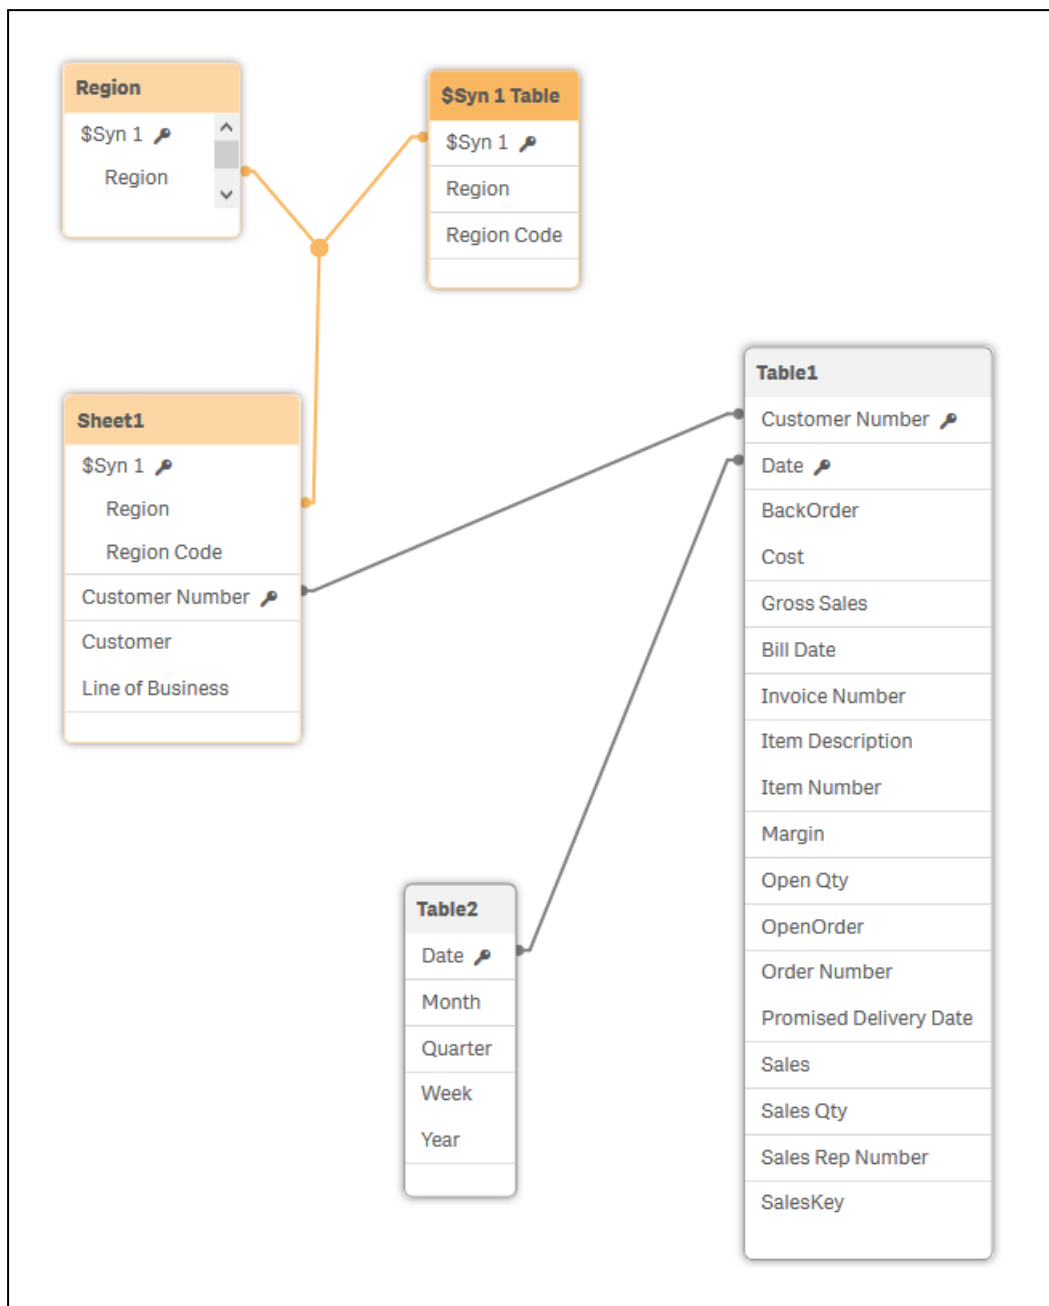 Region
$Syn 1
Region
$Syn 1 Table
$Syn 1
Region
Region Code
Sheet1
$Syn 1
Region
Region Code
Customer Number
Customer
Line of Business
Table1
Customer Number
Date
BackOrder
Cost
Gross Sales
Bill Date
Invoice Number
Item Description
Item Number
Margin
Open Qty
OpenOrder
Order Number
Promised Delivery Date
Sales
Sales Qty
Sales Rep Number
SalesKey
Table2
Date
Month
Quarter
Week
Year